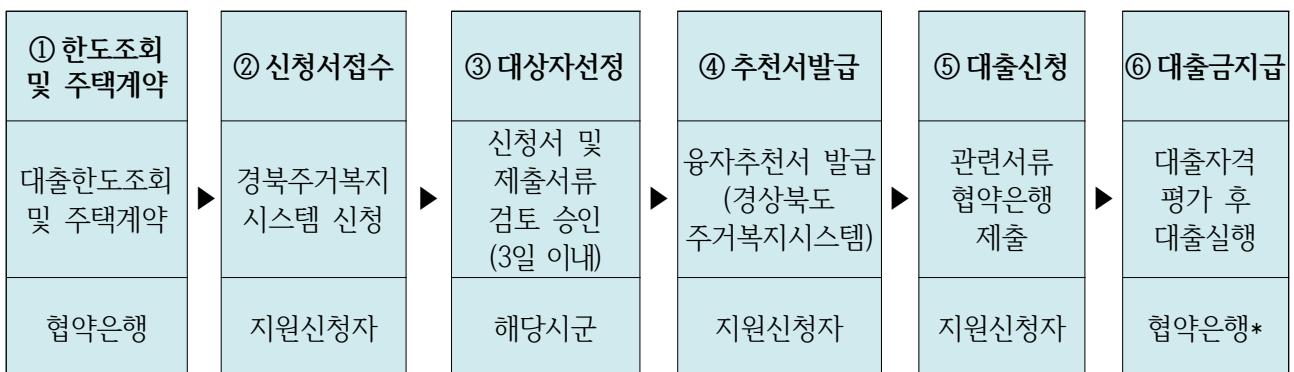 ① 한도조회
및 주택계약
대출한도조회
및 주택계약
협약은행
▶
② 신청서접수
경북주거복지
시스템 신청
지원신청자
▶
③ 대상자선정
신청서 및
제출서류
검토 승인
(3일 이내)
해당시군
▶
④ 추천서발급
융자추천서 발급
(경상북도
주거복지시스템)
지원신청자
▶
⑤ 대출신청
관련서류
협약은행
제출
지원신청자
▶
⑥ 대출금지급
대출자격
평가 후
대출실행
협약은행*